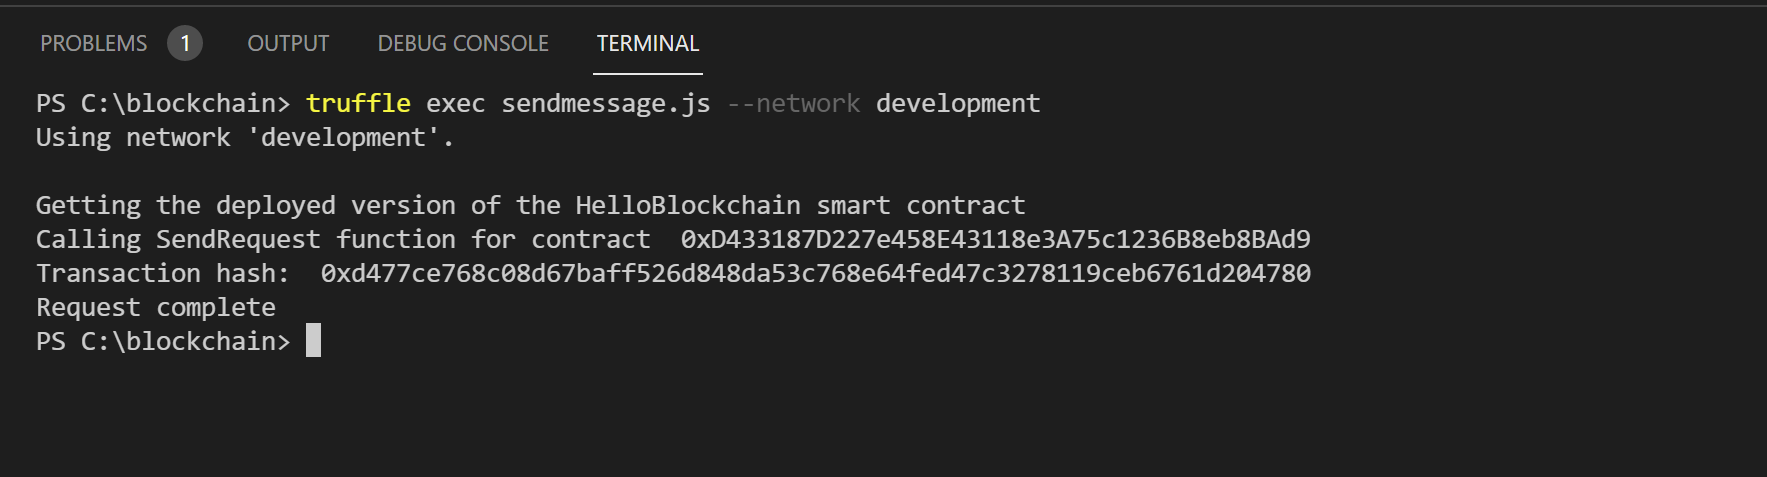 PROBLEMS 1 OUTPUT DEBUG CONSOLE TERMINAL
PS C:\blockchain> truffle exec sendmessage.js --network development
Using network 'development'.
Getting the deployed version of the HelloBlockchain smart contract
Calling SendRequest function for contract  0xD433187D227e458E43118e3A75c1236B8eb8BAd9
Transaction hash:  0xd477ce768c08d67baff526d848da53c768e64fed47c3278119ceb6761d204780
Request complete
PS C:\blockchain>